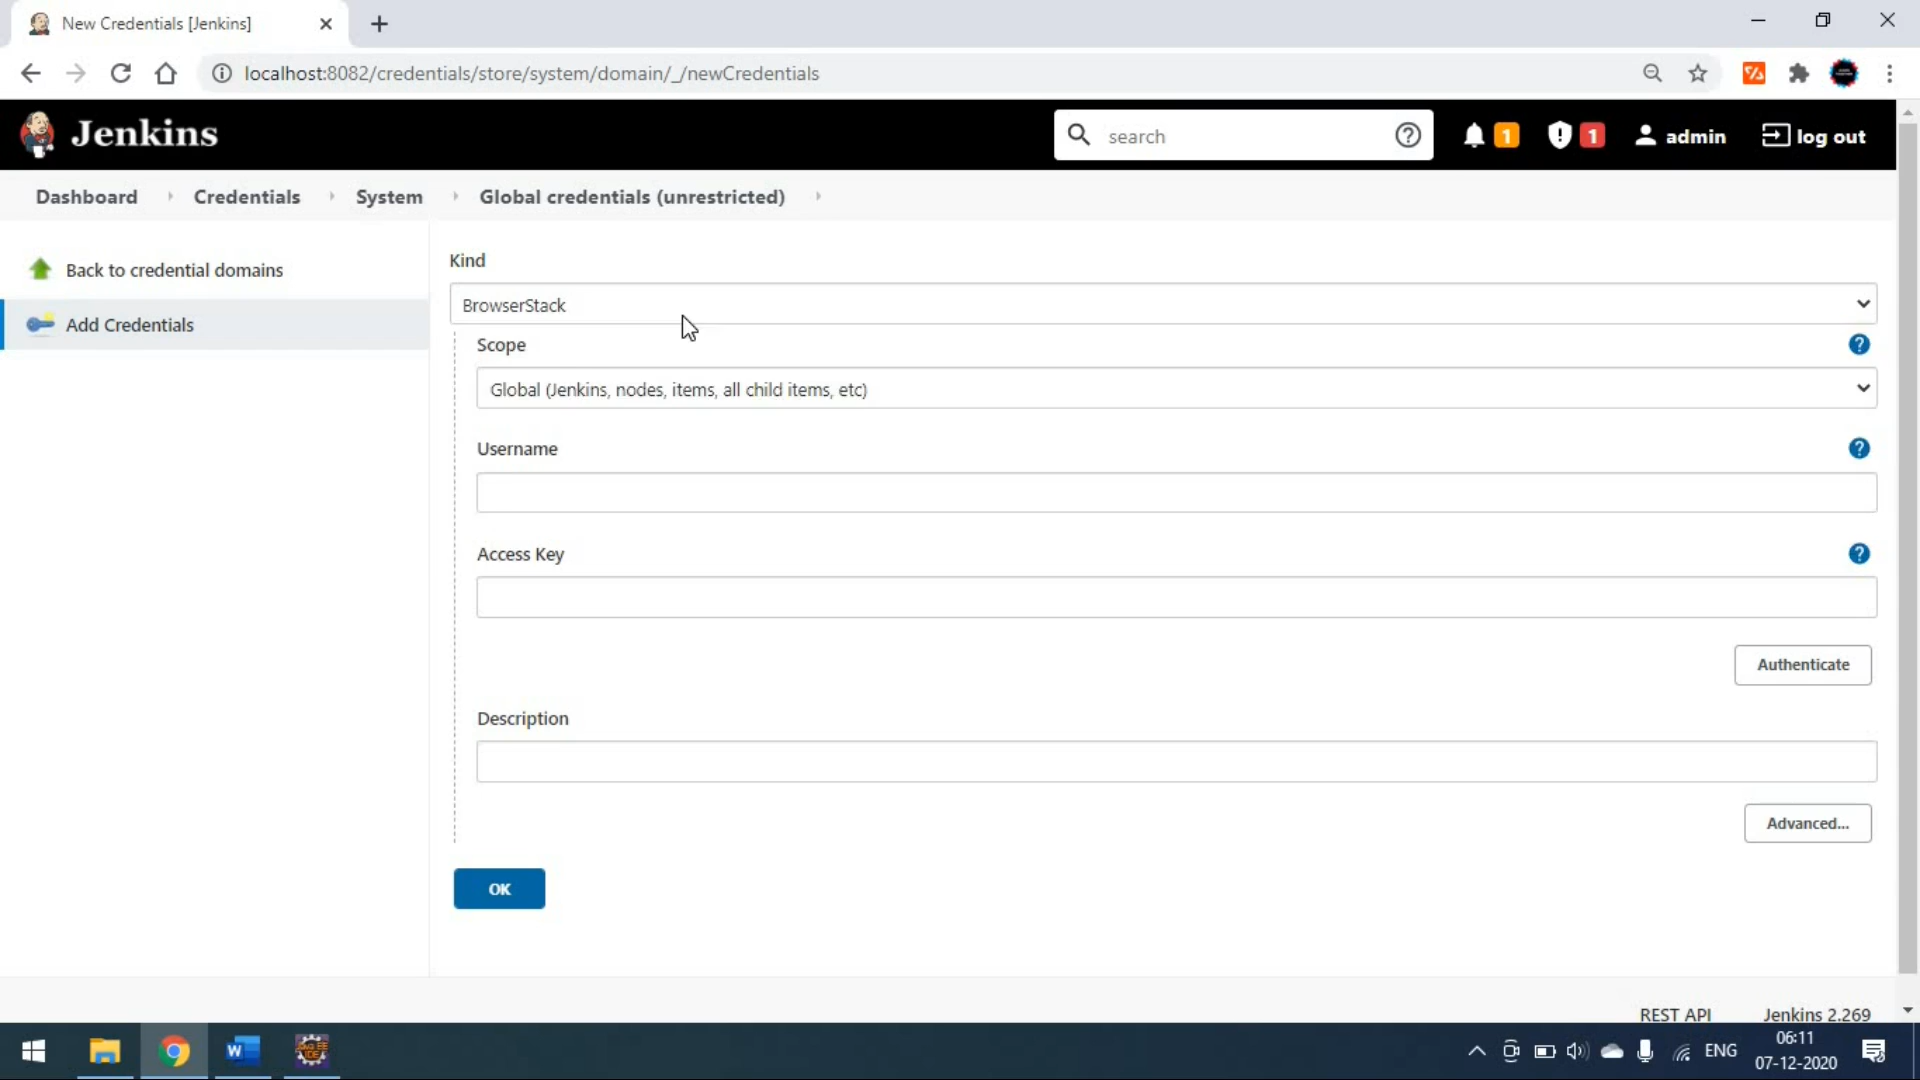 New Credentials [Jenkins]
localhost:8082/credentials/store/system/domain/_/newCredentials
Jenkins
search
1
1
admin
log out
Dashboard
Credentials
System
Global credentials (unrestricted)
Back to credential domains
Add Credentials
Kind
BrowserStack
Scope
Global (Jenkins, nodes, items, all child items, etc)
Username
Access Key
Authenticate
Description
Advanced...
OK
REST API
Jenkins 2.269
ENG
06:11
07-12-2020